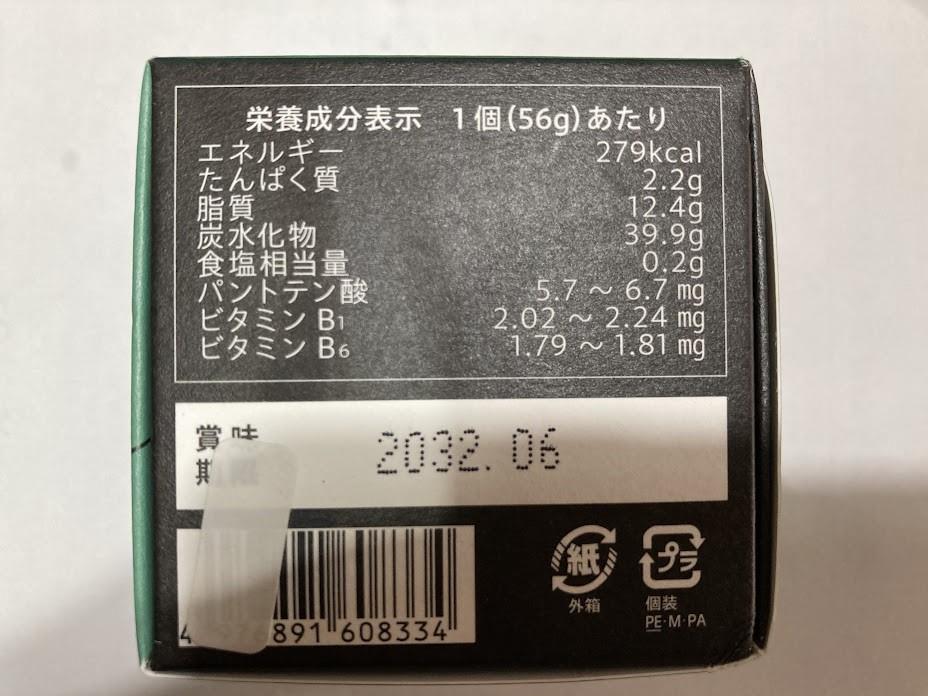 栄養成分表示　1個(56g)あたり
エネルギー 279kcal
たんぱく質 2.2g
脂質 12.4g
炭水化物 39.9g
食塩相当量 0.2g
パントテン酸 5.7 ～ 6.7 mg
ビタミン B1 2.02 ～ 2.24 mg
ビタミン B6 1.79 ～ 1.81 mg
賞味 2032.06
891 608334
紙 プラ
外箱 個装
PE・M・PA